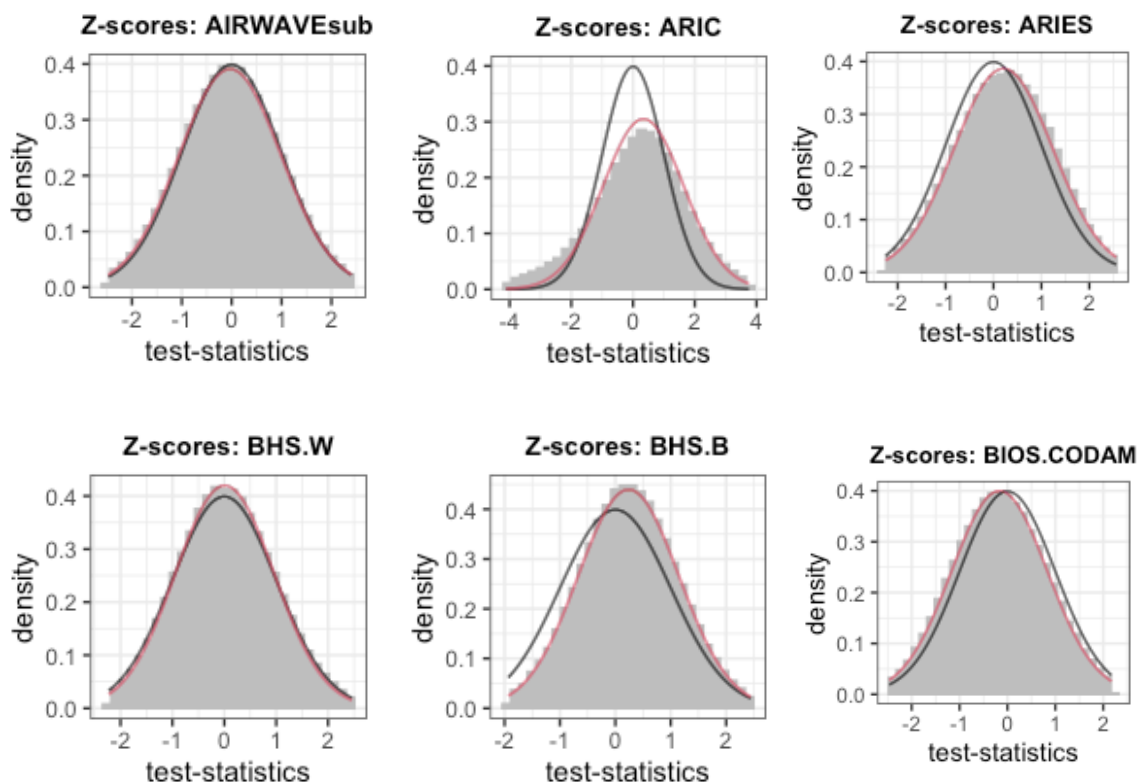 Z-scores: AIRWAVEsub
Z-scores: ARIC
Z-scores: ARIES
density
0.4
0.3
0.2
0.1
0.0
-2 -1 0 1 2
test-statistics
density
0.4
0.3
0.2
0.1
0.0
-4 -2 0 2 4
test-statistics
density
0.4
0.3
0.2
0.1
0.0
-2 -1 0 1 2
test-statistics
Z-scores: BHS.W
Z-scores: BHS.B
Z-scores: BIOS.CODAM
density
0.4
0.3
0.2
0.1
0.0
-2 -1 0 1 2
test-statistics
density
0.4
0.3
0.2
0.1
0.0
-2 -1 0 1 2
test-statistics
density
0.4
0.3
0.2
0.1
0.0
-2 -1 0 1 2
test-statistics